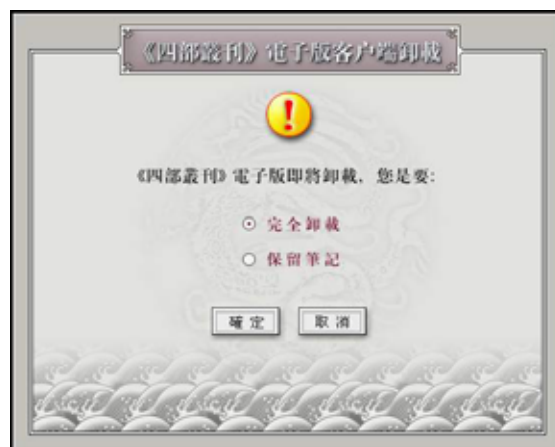 《四部叢刊》電子版客户端卸載
《四部叢刊》電子版即將卸載，您是要:
完全卸載
保留筆記
確定
取消